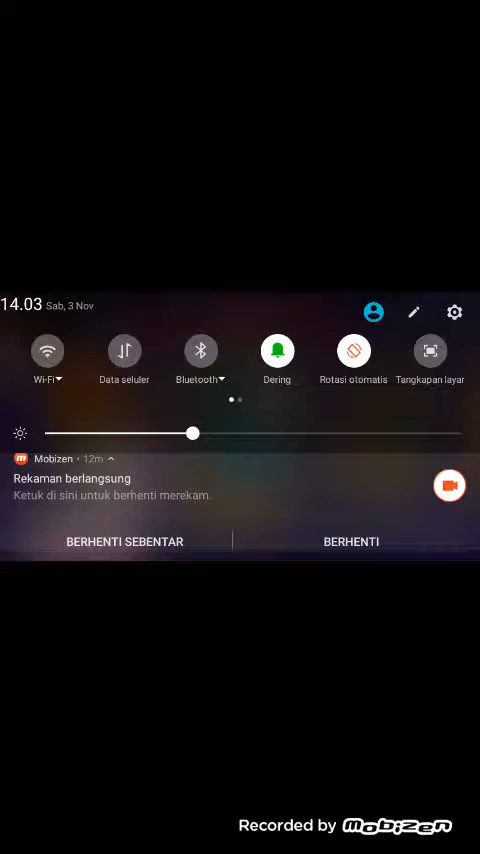 14.03 Sab, 3 Nov
Wi-Fi Data seluler Bluetooth Dering Rotasi otomatis Tangkapan layar
Mobizen • 12m
Rekaman berlangsung
Ketuk di sini untuk berhenti merekam.
BERHENTI SEBENTAR BERHENTI
Recorded by mobizen